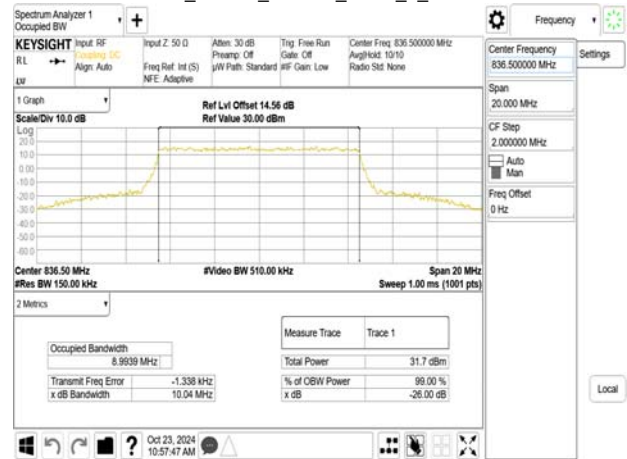 Spectrum Analyzer 1
Occupied BW
Frequency
KEYSIGHT
RL
Input: RF
Coupling: DC
Align: Auto
Input Z: 50 Ω
Freq Ref: Int (S)
NFE: Adaptive
Atten: 30 dB
Preamp: Off
µW Path: Standard
Trig: Free Run
Gate: Off
#IF Gain: Low
Center Freq: 836.500000 MHz
Avg|Hold: 10/10
Radio Std: None
Center Frequency
836.500000 MHz
Settings
Span
20.000 MHz
CF Step
2.000000 MHz
Auto
Man
Freq Offset
0 Hz
Local
1 Graph
Scale/Div 10.0 dB
Ref Lvl Offset 14.56 dB
Ref Value 30.00 dBm
Log
20.0
10.0
0.00
-10.0
-20.0
-30.0
-40.0
-50.0
-60.0
Center 836.50 MHz
#Video BW 510.00 kHz
Span 20 MHz
#Res BW 150.00 kHz
Sweep 1.00 ms (1001 pts)
2 Metrics
Measure Trace Trace 1
Occupied Bandwidth
8.9939 MHz
Total Power 31.7 dBm
Transmit Freq Error -1.338 kHz
% of OBW Power 99.00 %
x dB Bandwidth 10.04 MHz
x dB -26.00 dB
?
Oct 23, 2024
10:57:47 AM